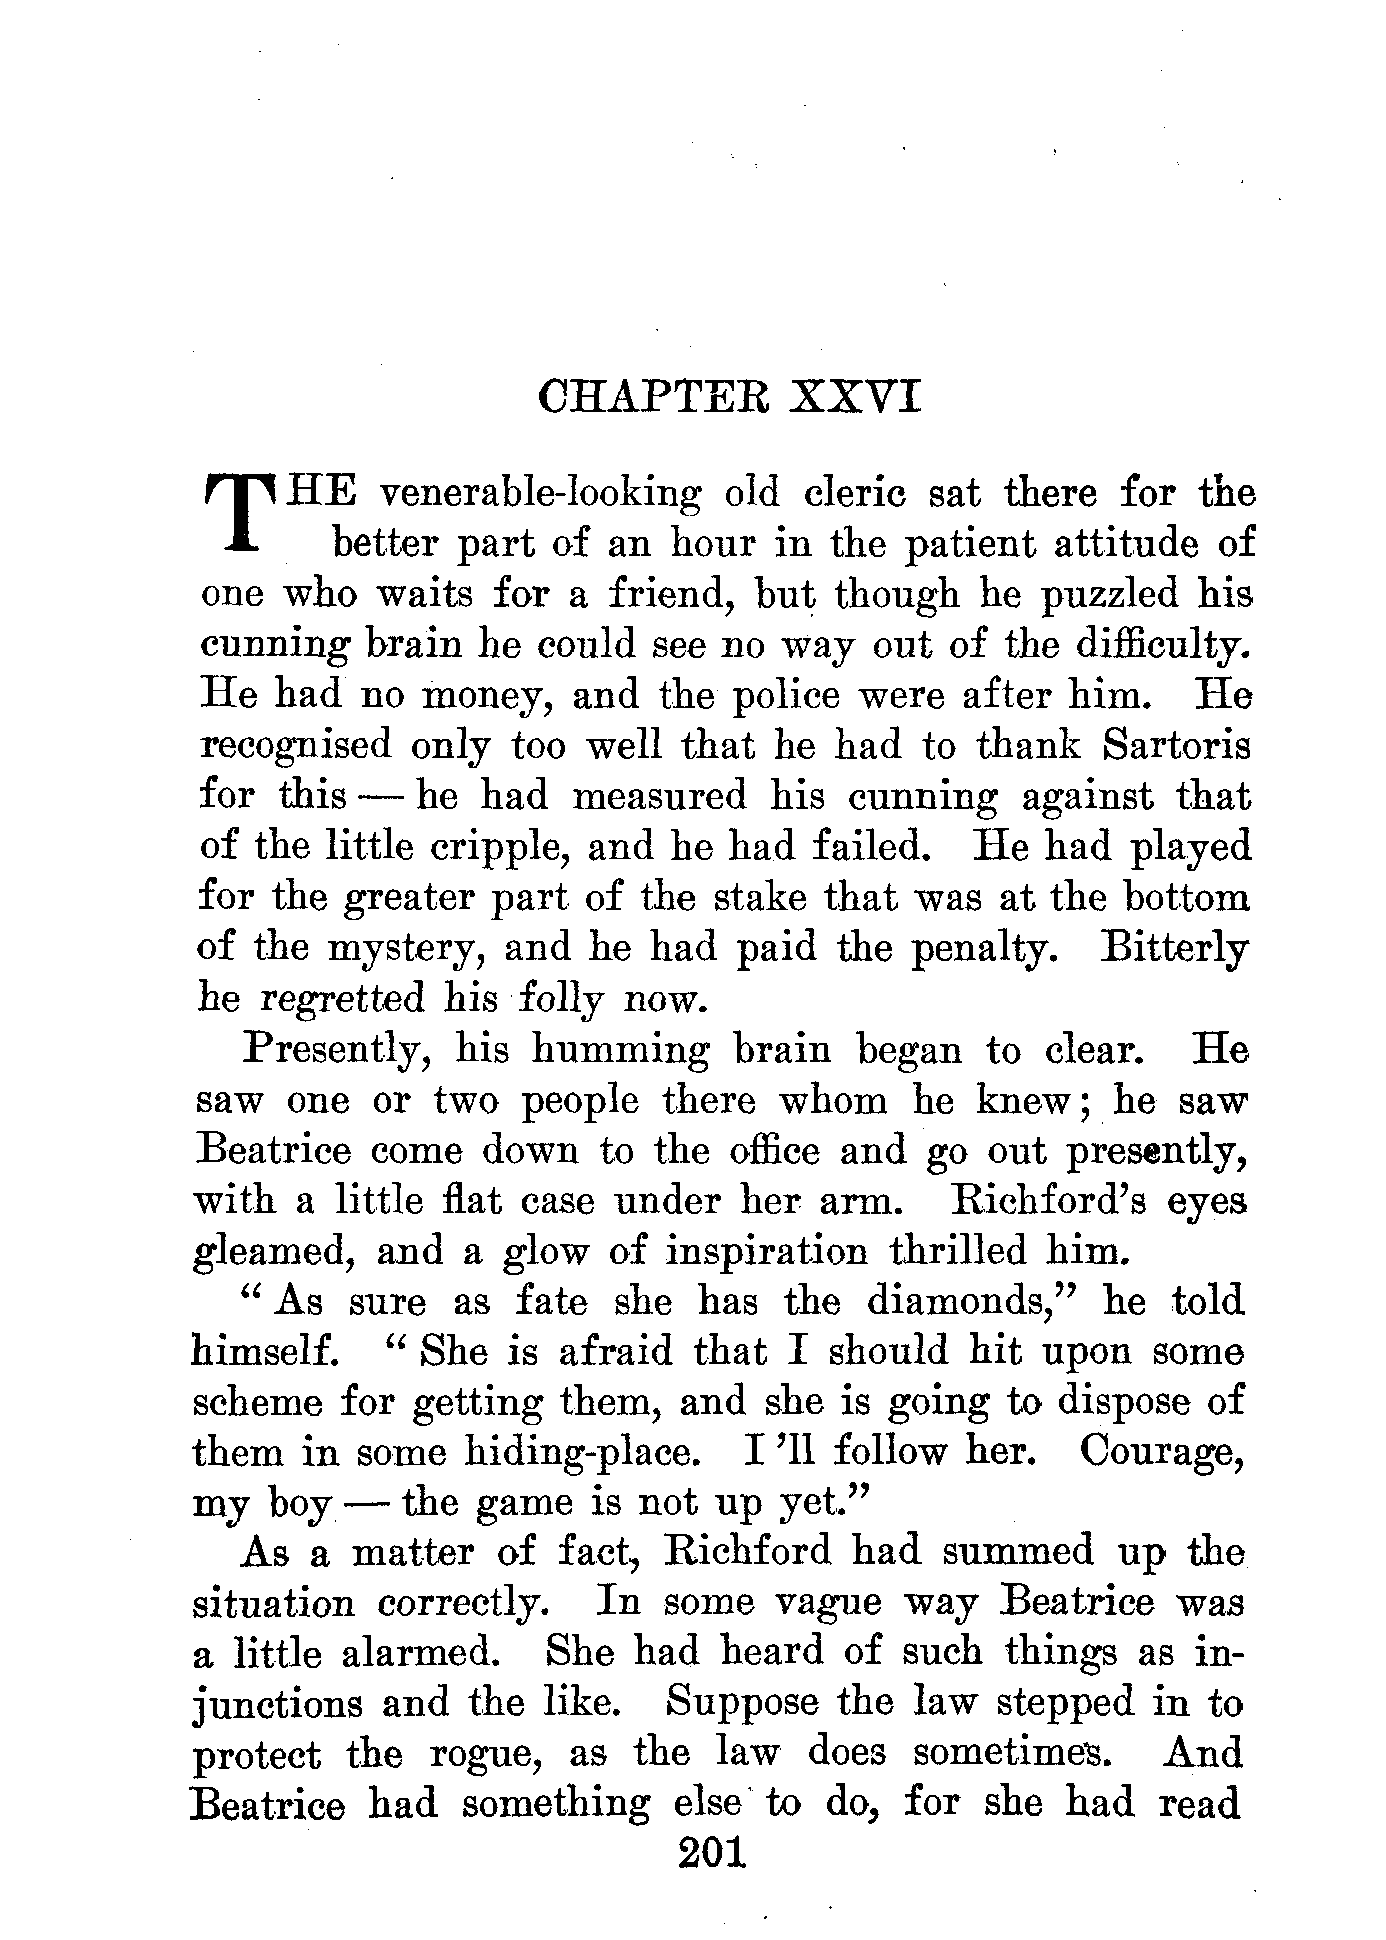 CHAPTER XXVI
THE venerable-looking old cleric sat there for the
better part of an hour in the patient attitude of
one who waits for a friend, but though he puzzled his
cunning brain he could see no way out of the difficulty.
He had no money, and the police were after him. He
recognised only too well that he had to thank Sartoris
for this — he had measured his cunning against that
of the little cripple, and he had failed. He had played
for the greater part of the stake that was at the bottom
of the mystery, and he had paid the penalty. Bitterly
he regretted his folly now.
Presently, his humming brain began to clear. He
saw one or two people there whom he knew; he saw
Beatrice come down to the office and go out presently,
with a little flat case under her arm. Richford's eyes
gleamed, and a glow of inspiration thrilled him.
“ As sure as fate she has the diamonds,” he told
himself. “ She is afraid that I should hit upon some
scheme for getting them, and she is going to dispose of
them in some hiding-place. I 'll follow her. Courage,
my boy — the game is not up yet.”
As a matter of fact, Richford had summed up the
situation correctly. In some vague way Beatrice was
a little alarmed. She had heard of such things as in-
junctions and the like. Suppose the law stepped in to
protect the rogue, as the law does sometimes. And
Beatrice had something else to do, for she had read
201